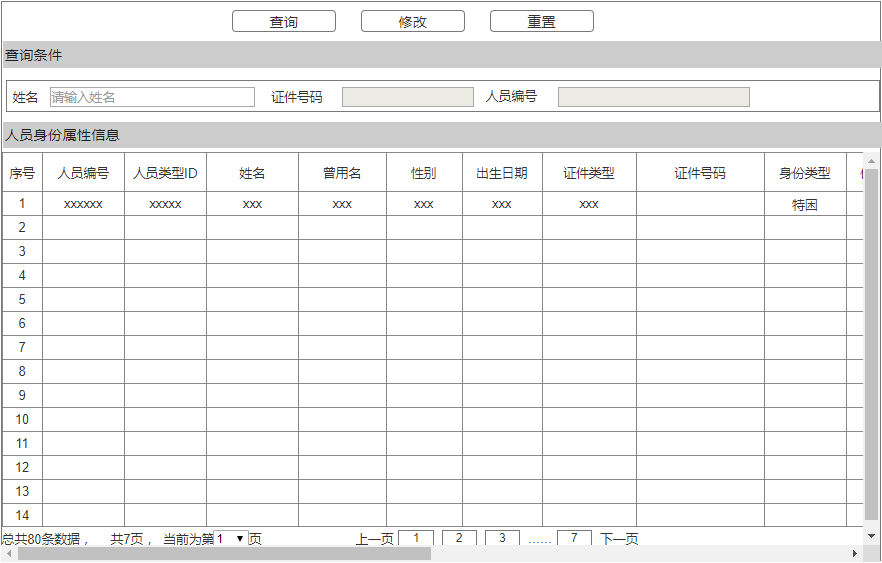 查询 修改 重置
查询条件
姓名 请输入姓名 证件号码 人员编号
人员身份属性信息
序号 人员编号 人员类型ID 姓名 曾用名 性别 出生日期 证件类型 证件号码 身份类型
1 xxxxxx xxxxx xxx xxx xxx xxx xxx 特困
2
3
4
5
6
7
8
9
10
11
12
13
14
总共80条数据， 共7页， 当前为第1页 上一页 1 2 3 …… 7 下一页